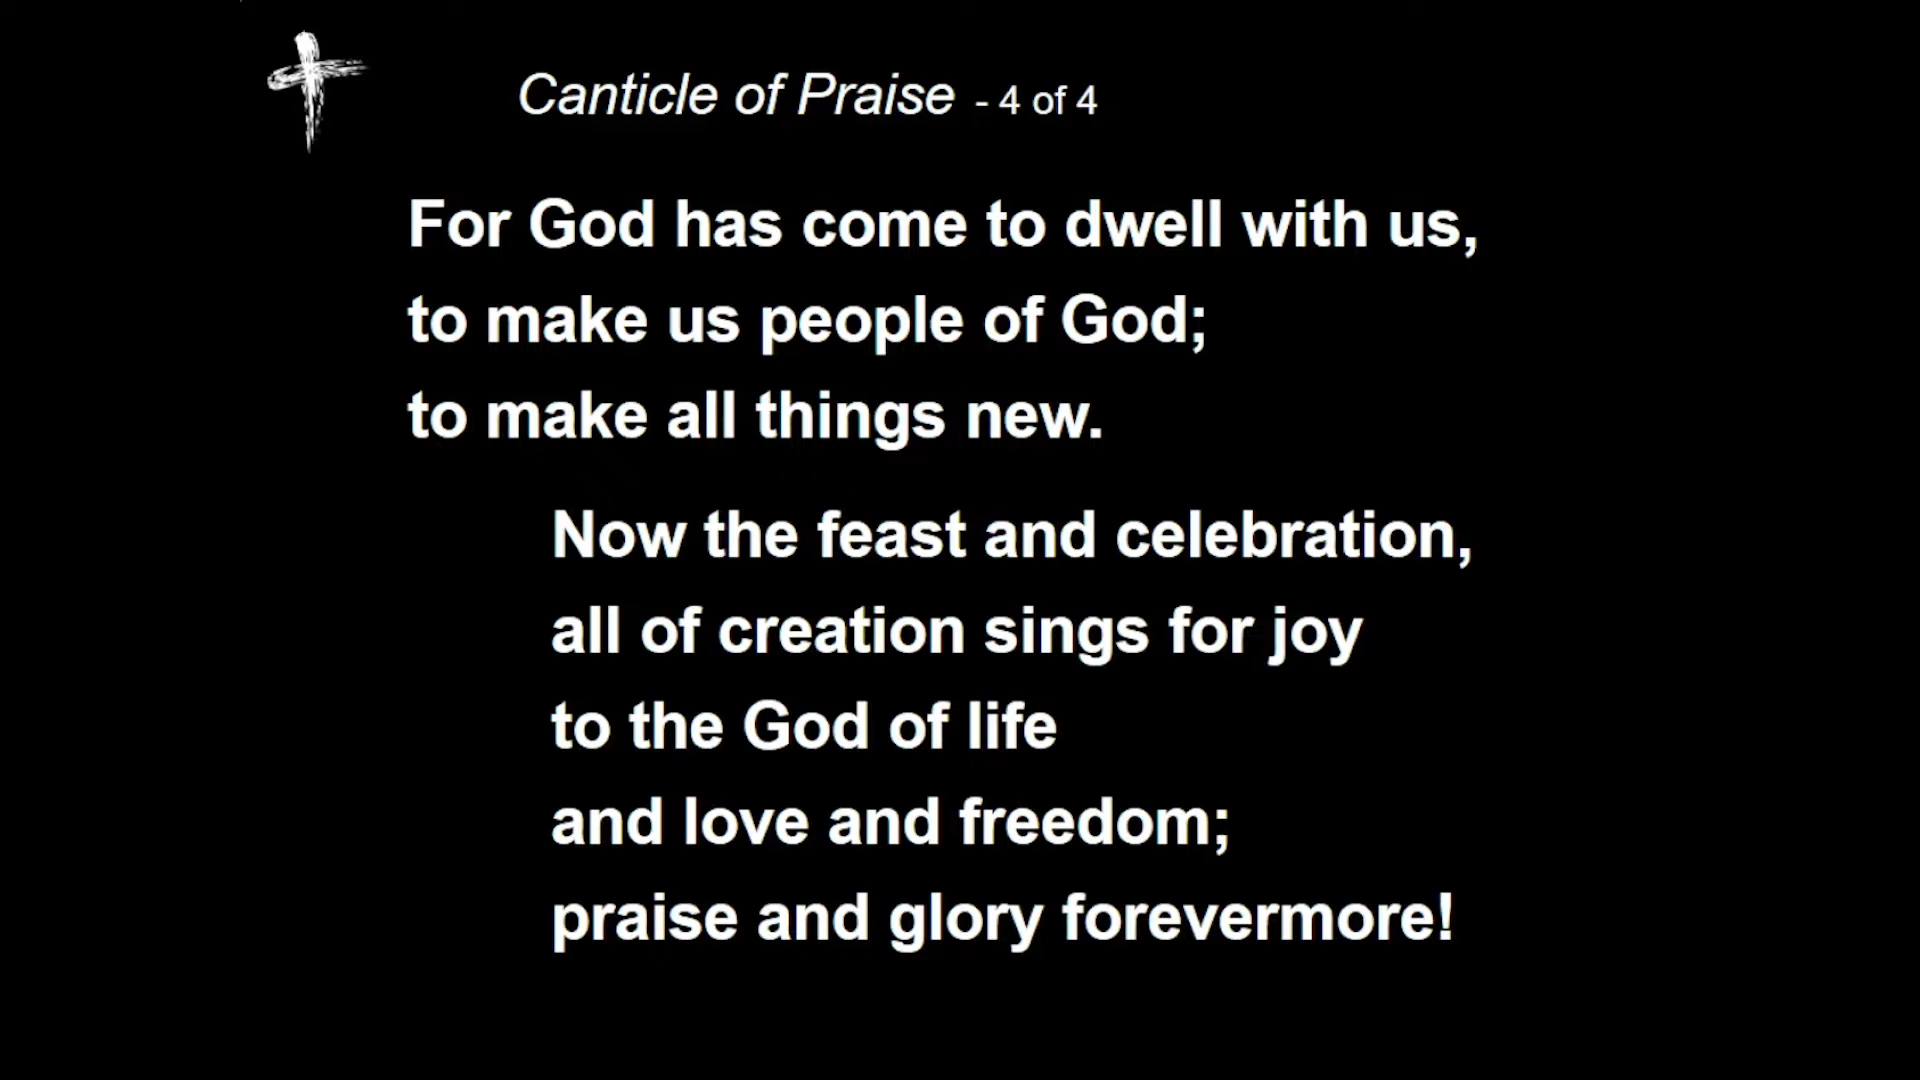 Canticle of Praise - 4 of 4
For God has come to dwell with us,
to make us people of God;
to make all things new.
Now the feast and celebration,
all of creation sings for joy
to the God of life
and love and freedom;
praise and glory forevermore!